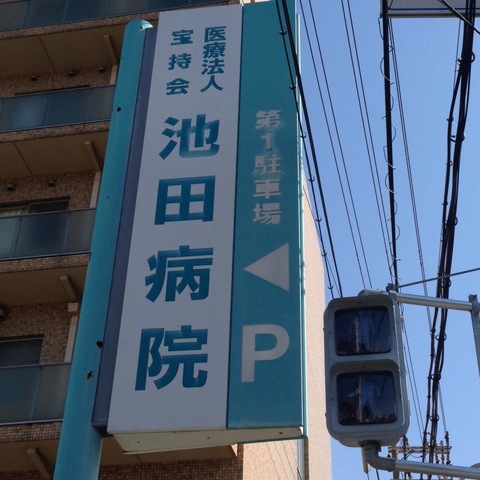 医療法人
宝持会
池田病院
第1駐車場
P